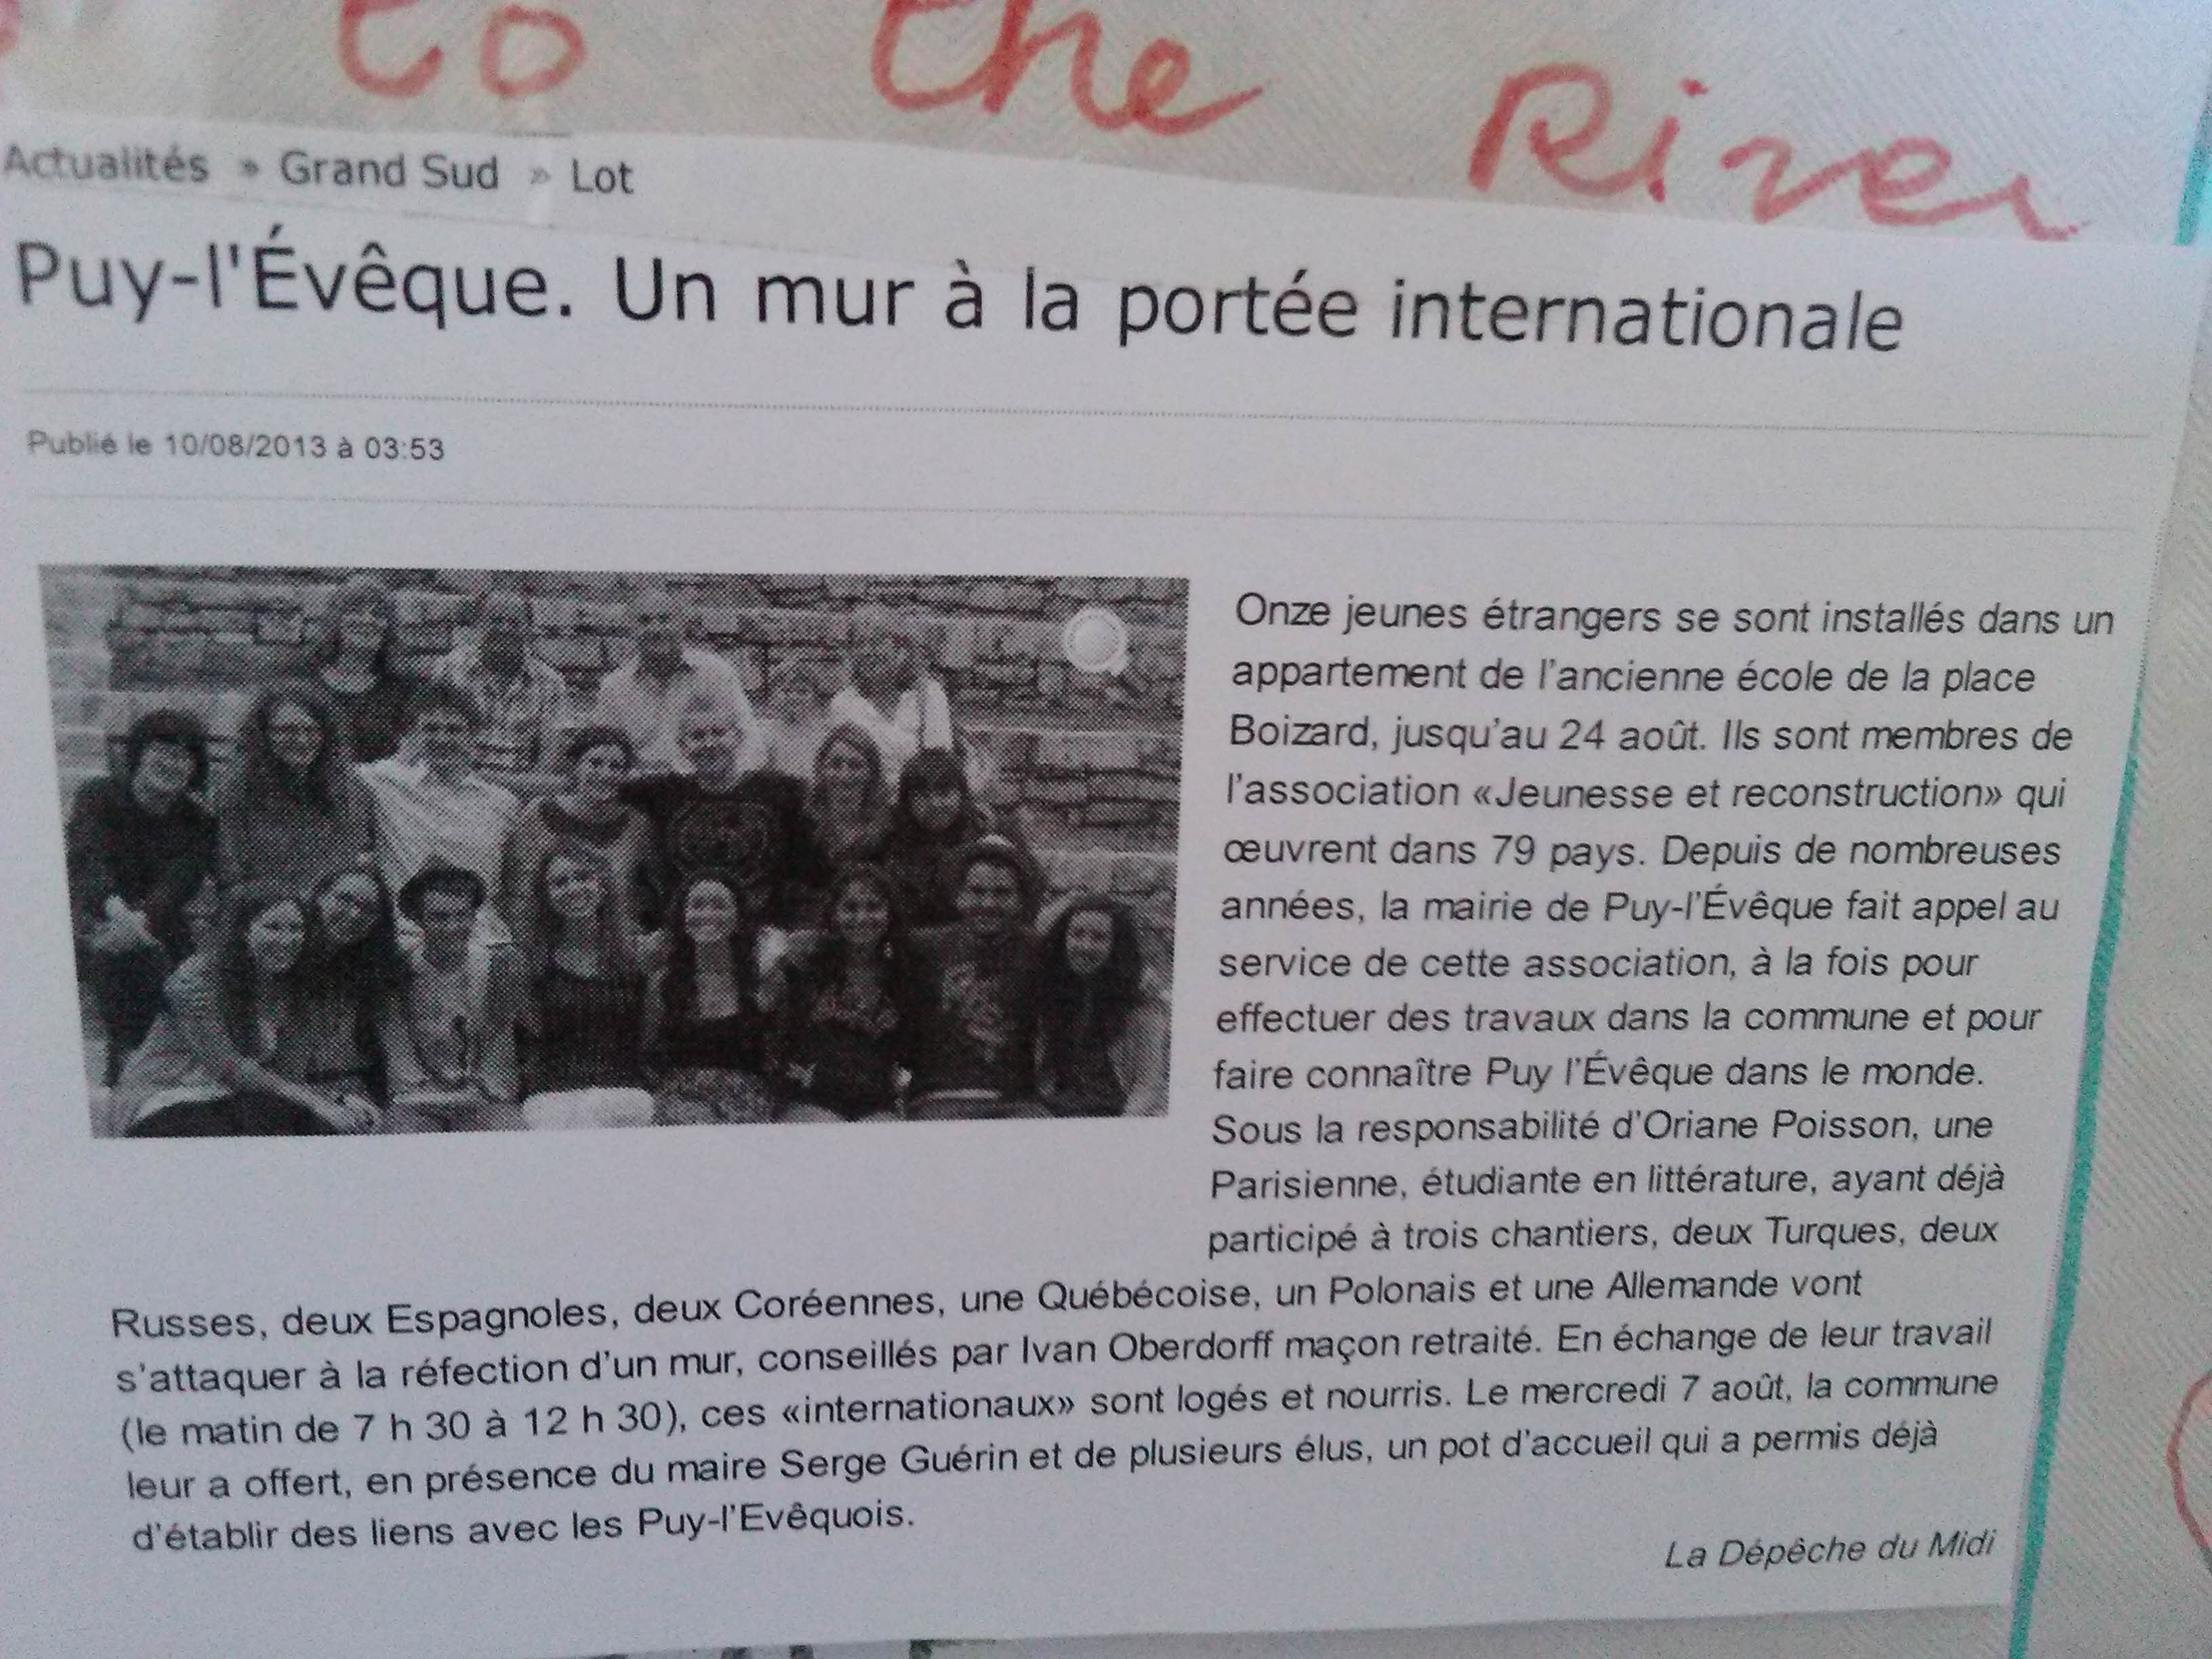 to the River
Actualités » Grand Sud » Lot
Puy-l'Évêque. Un mur à la portée internationale
Publié le 10/08/2013 à 03:53
Onze jeunes étrangers se sont installés dans un
appartement de l'ancienne école de la place
Boizard, jusqu'au 24 août. Ils sont membres de
l'association «Jeunesse et reconstruction» qui
œuvrent dans 79 pays. Depuis de nombreuses
années, la mairie de Puy-l'Évêque fait appel au
service de cette association, à la fois pour
effectuer des travaux dans la commune et pour
faire connaître Puy l'Évêque dans le monde.
Sous la responsabilité d'Oriane Poisson, une
Parisienne, étudiante en littérature, ayant déjà
participé à trois chantiers, deux Turques, deux
Russes, deux Espagnoles, deux Coréennes, une Québécoise, un Polonais et une Allemande vont
s'attaquer à la réfection d'un mur, conseillés par Ivan Oberdorff maçon retraité. En échange de leur travail
(le matin de 7 h 30 à 12 h 30), ces «internationaux» sont logés et nourris. Le mercredi 7 août, la commune
leur a offert, en présence du maire Serge Guérin et de plusieurs élus, un pot d'accueil qui a permis déjà
d'établir des liens avec les Puy-l'Evêquois.
La Dépêche du Midi